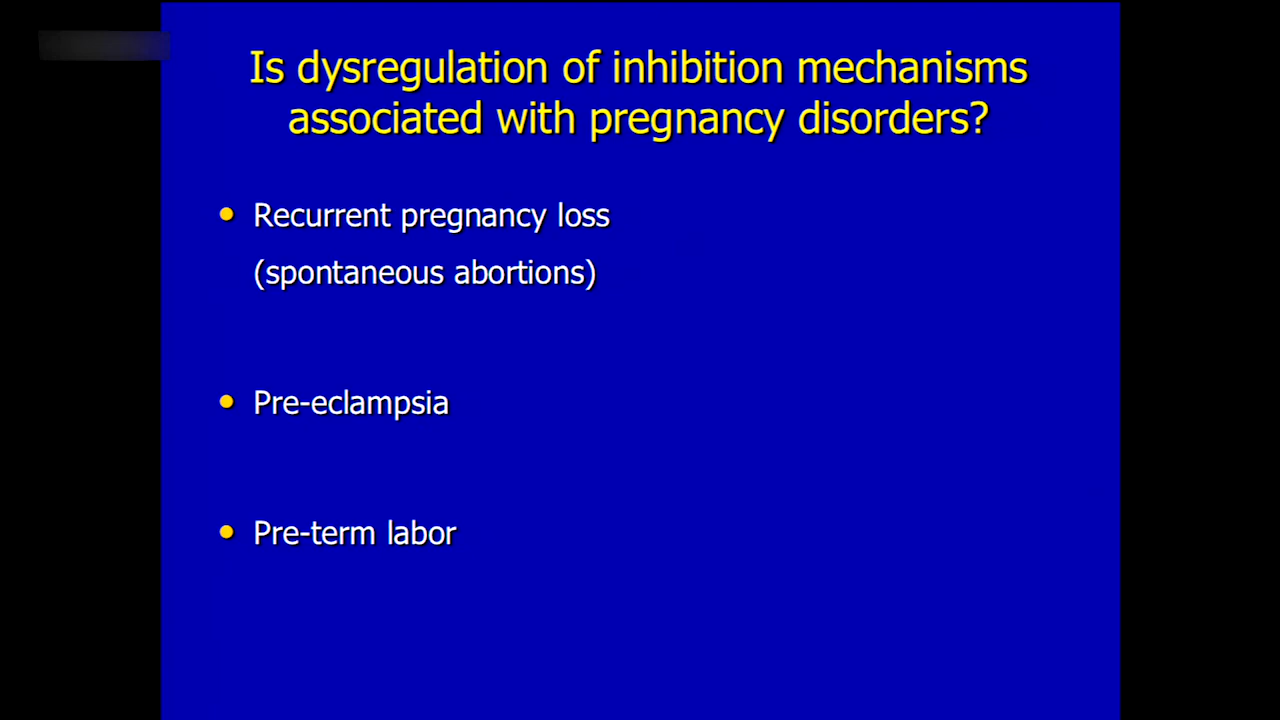 Is dysregulation of inhibition mechanisms
associated with pregnancy disorders?
• Recurrent pregnancy loss
(spontaneous abortions)
• Pre-eclampsia
• Pre-term labor